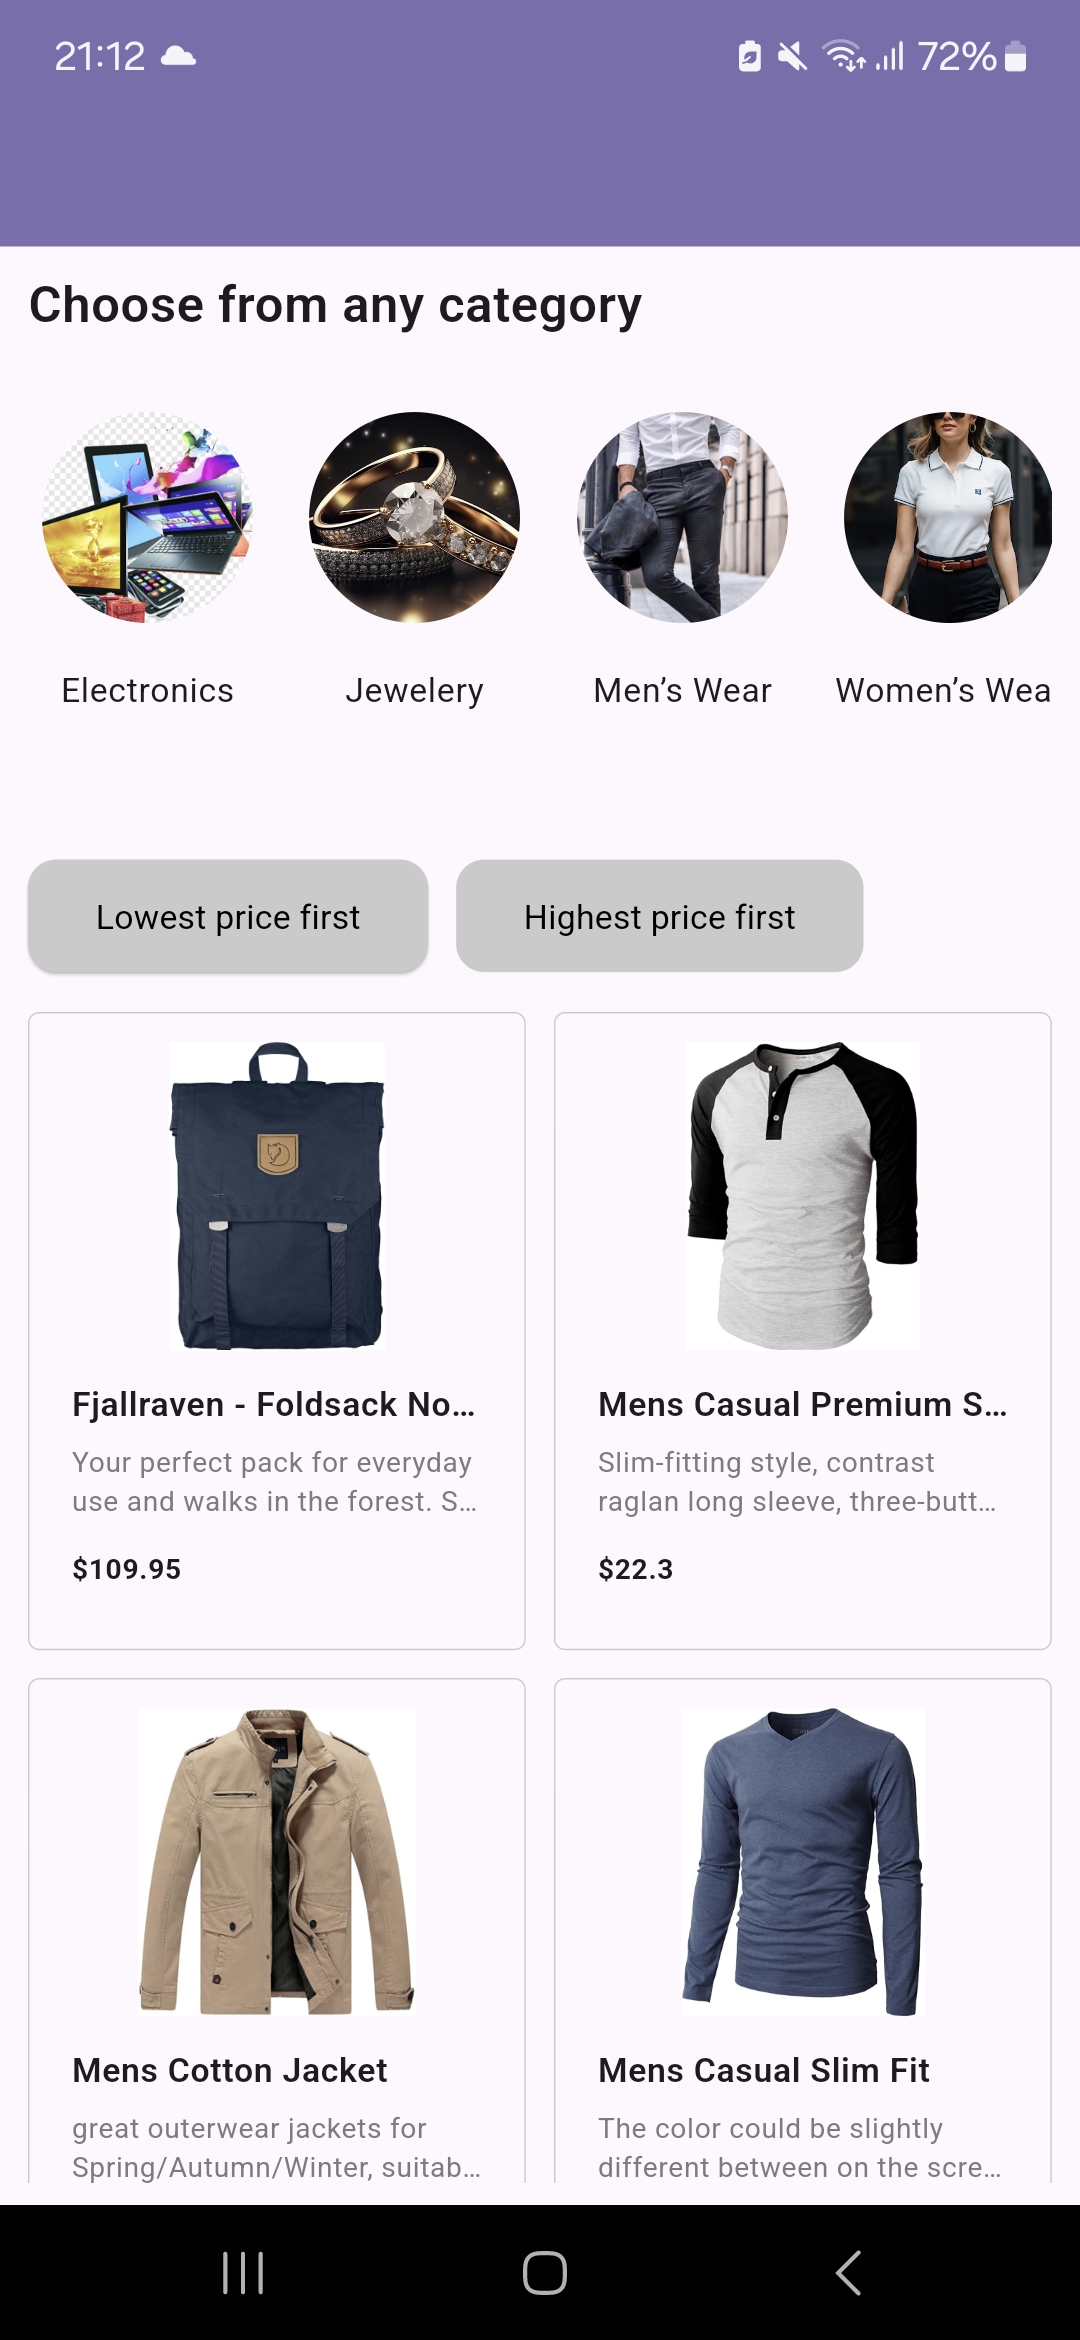 21:12
72%
Choose from any category
Electronics
Jewelery
Men’s Wear
Women’s Wea
Lowest price first
Highest price first
Fjallraven - Foldsack No…
Your perfect pack for everyday
use and walks in the forest. S…
$109.95
Mens Casual Premium S…
Slim-fitting style, contrast
raglan long sleeve, three-butt…
$22.3
Mens Cotton Jacket
great outerwear jackets for
Spring/Autumn/Winter, suitab…
Mens Casual Slim Fit
The color could be slightly
different between on the scre…